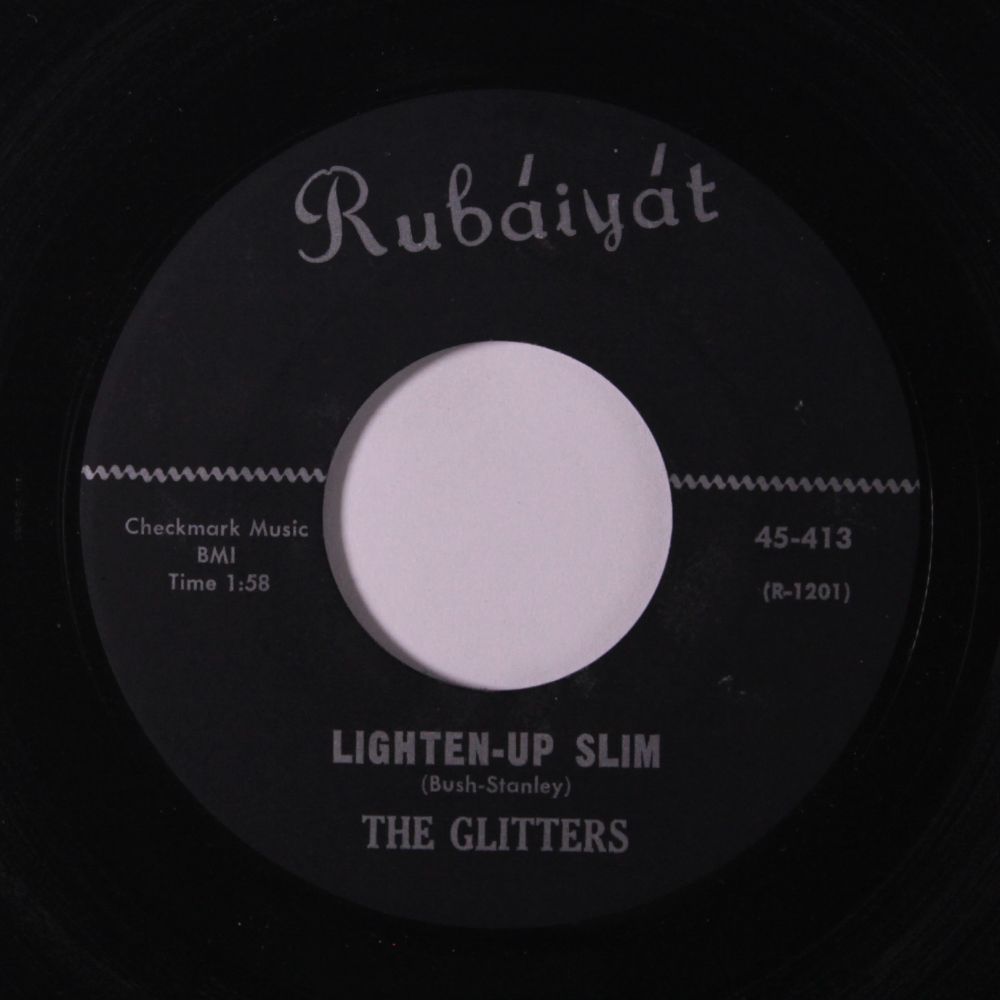 Rubáiyát
Checkmark Music
BMI
Time 1:58
45-413
(R-1201)
LIGHTEN-UP SLIM
(Bush-Stanley)
THE GLITTERS